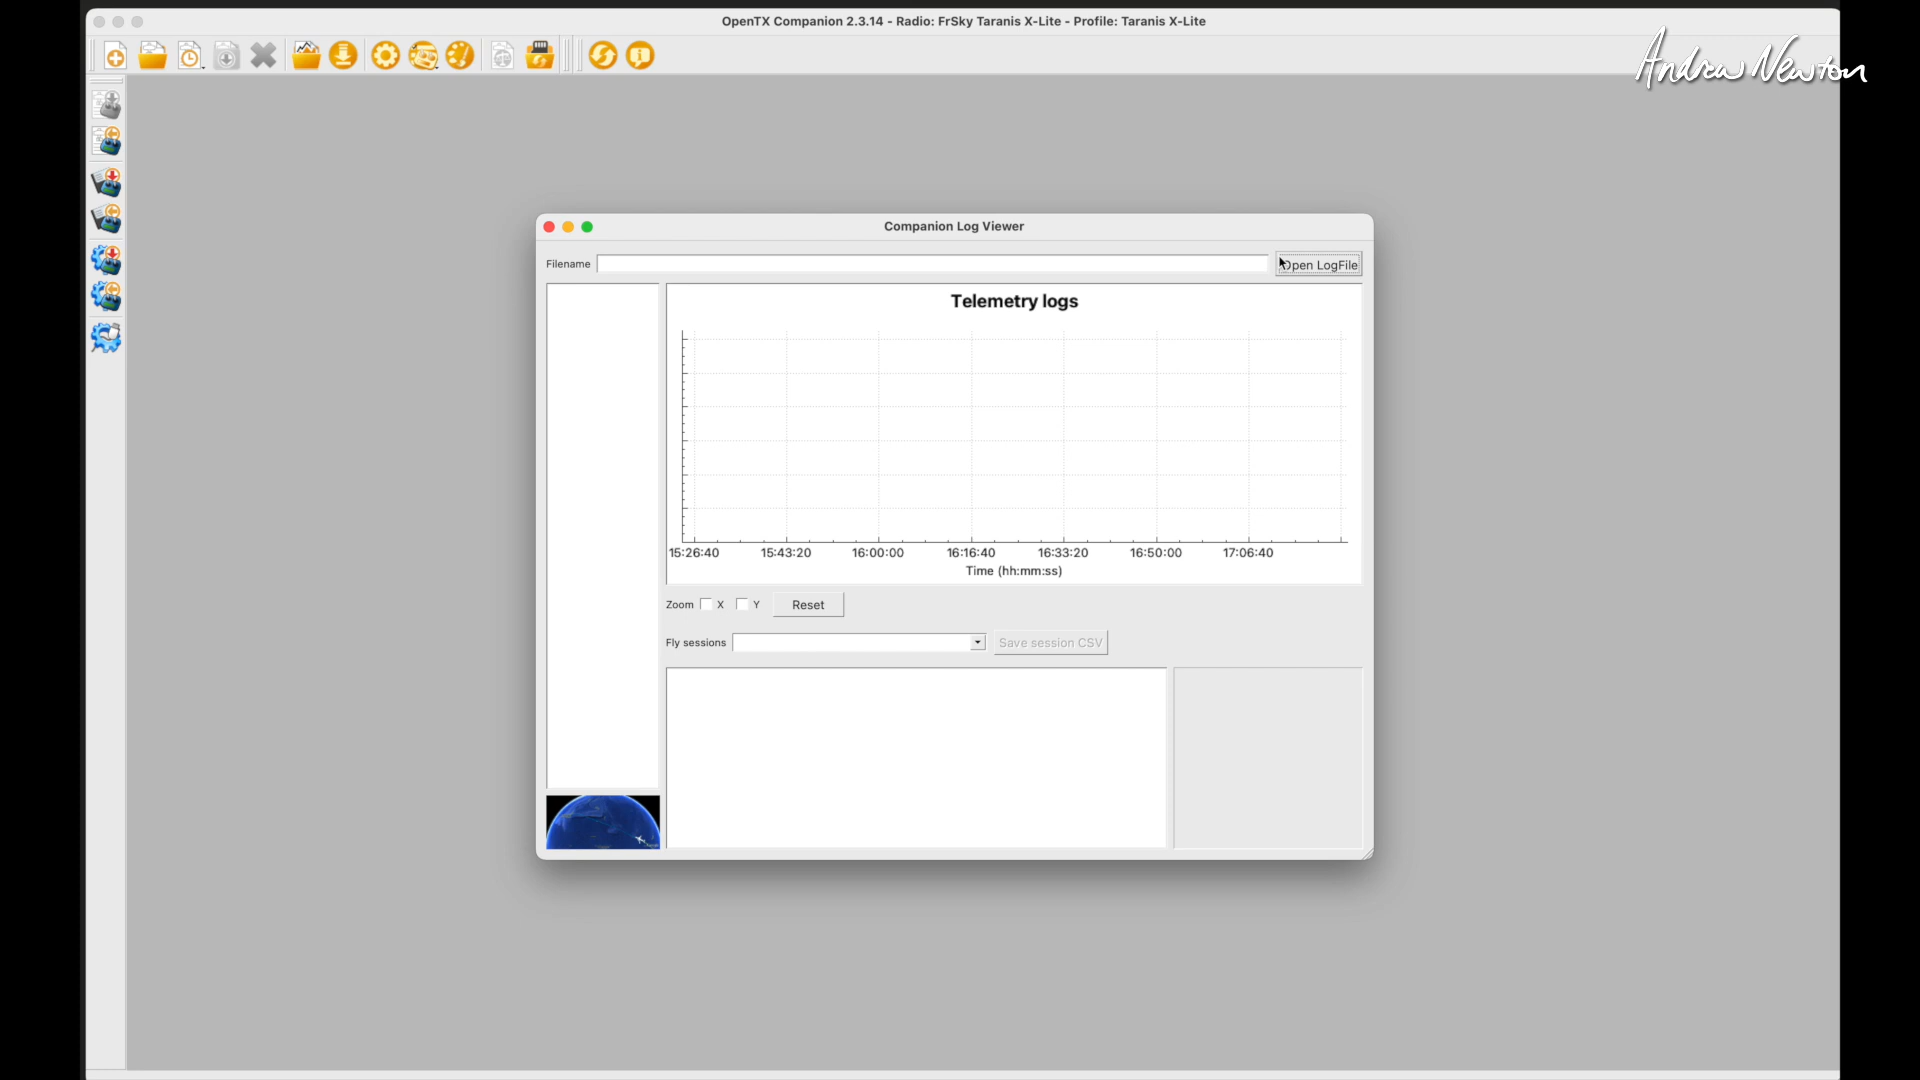 OpenTX Companion 2.3.14 - Radio: FrSky Taranis X-Lite - Profile: Taranis X-Lite
Andrew Newton
Companion Log Viewer
Filename
Open LogFile
Telemetry logs
15:26:40 15:43:20 16:00:00 16:16:40 16:33:20 16:50:00 17:06:40
Time (hh:mm:ss)
Zoom X Y Reset
Fly sessions Save session CSV